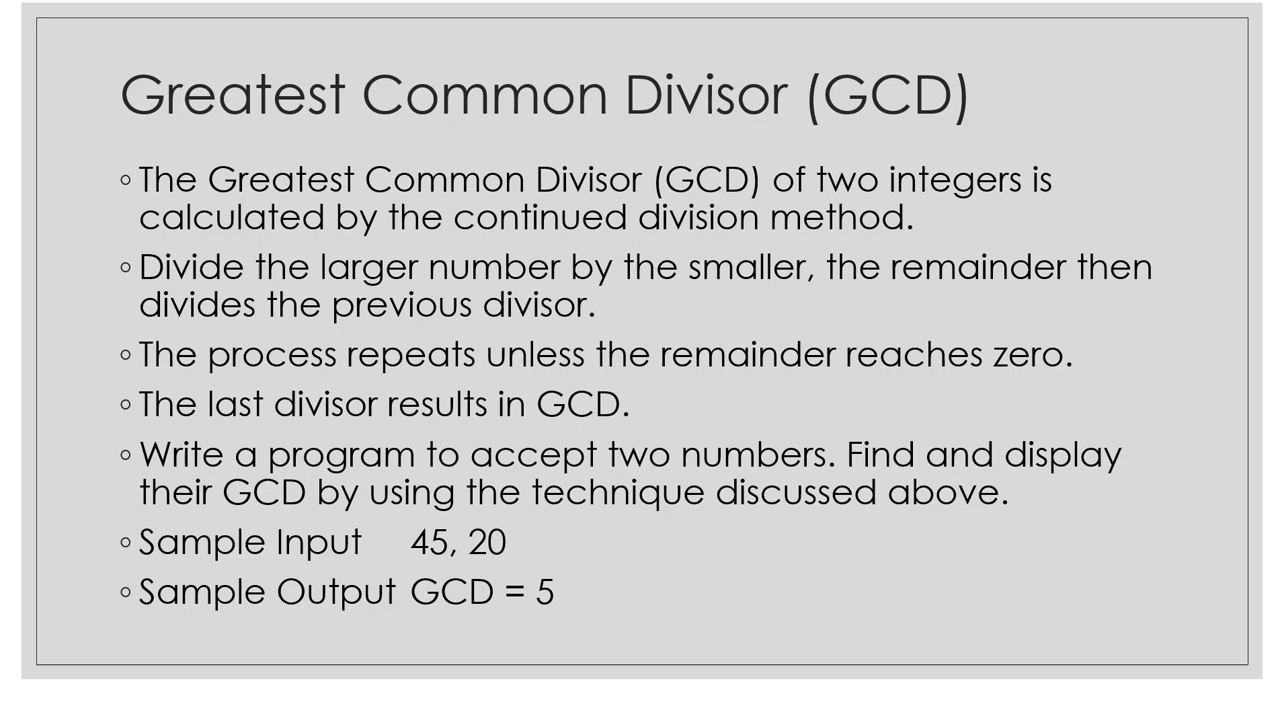 Greatest Common Divisor (GCD)
◦ The Greatest Common Divisor (GCD) of two integers is
calculated by the continued division method.
◦ Divide the larger number by the smaller, the remainder then
divides the previous divisor.
◦ The process repeats unless the remainder reaches zero.
◦ The last divisor results in GCD.
◦ Write a program to accept two numbers. Find and display
their GCD by using the technique discussed above.
◦ Sample Input 45, 20
◦ Sample Output GCD = 5